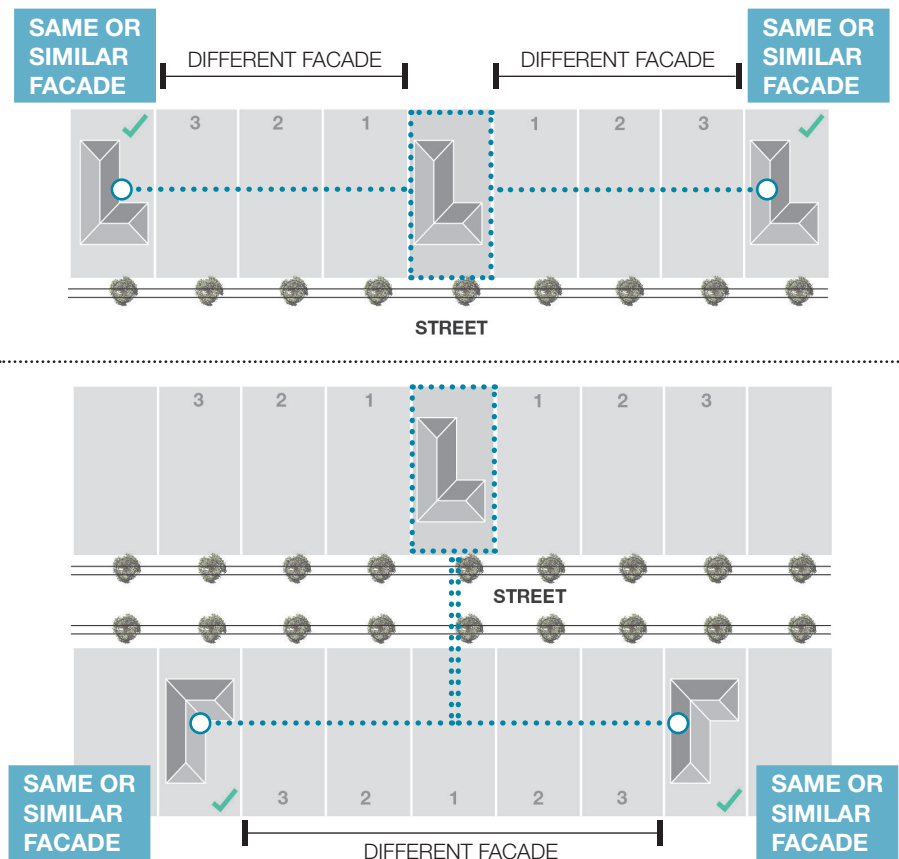 SAME OR
SIMILAR
FACADE
DIFFERENT FACADE
DIFFERENT FACADE
SAME OR
SIMILAR
FACADE
3 2 1 1 2 3
STREET
3 2 1 1 2 3
STREET
SAME OR
SIMILAR
FACADE
3 2 1 2 3
DIFFERENT FACADE
SAME OR
SIMILAR
FACADE